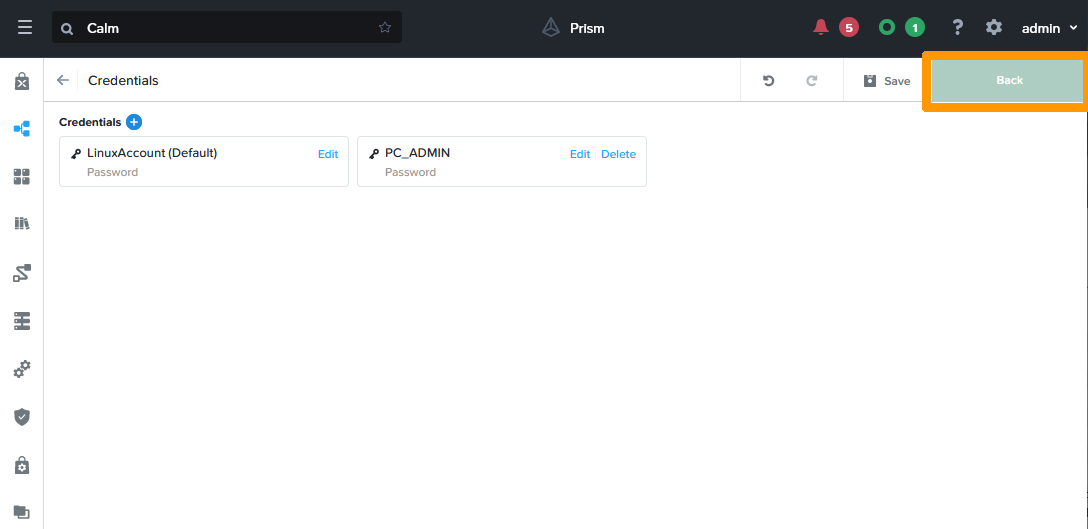 Calm
Prism
5
1
?
admin
Credentials
Save
Back
Credentials
LinuxAccount (Default)
Edit
Password
PC_ADMIN
Edit
Delete
Password